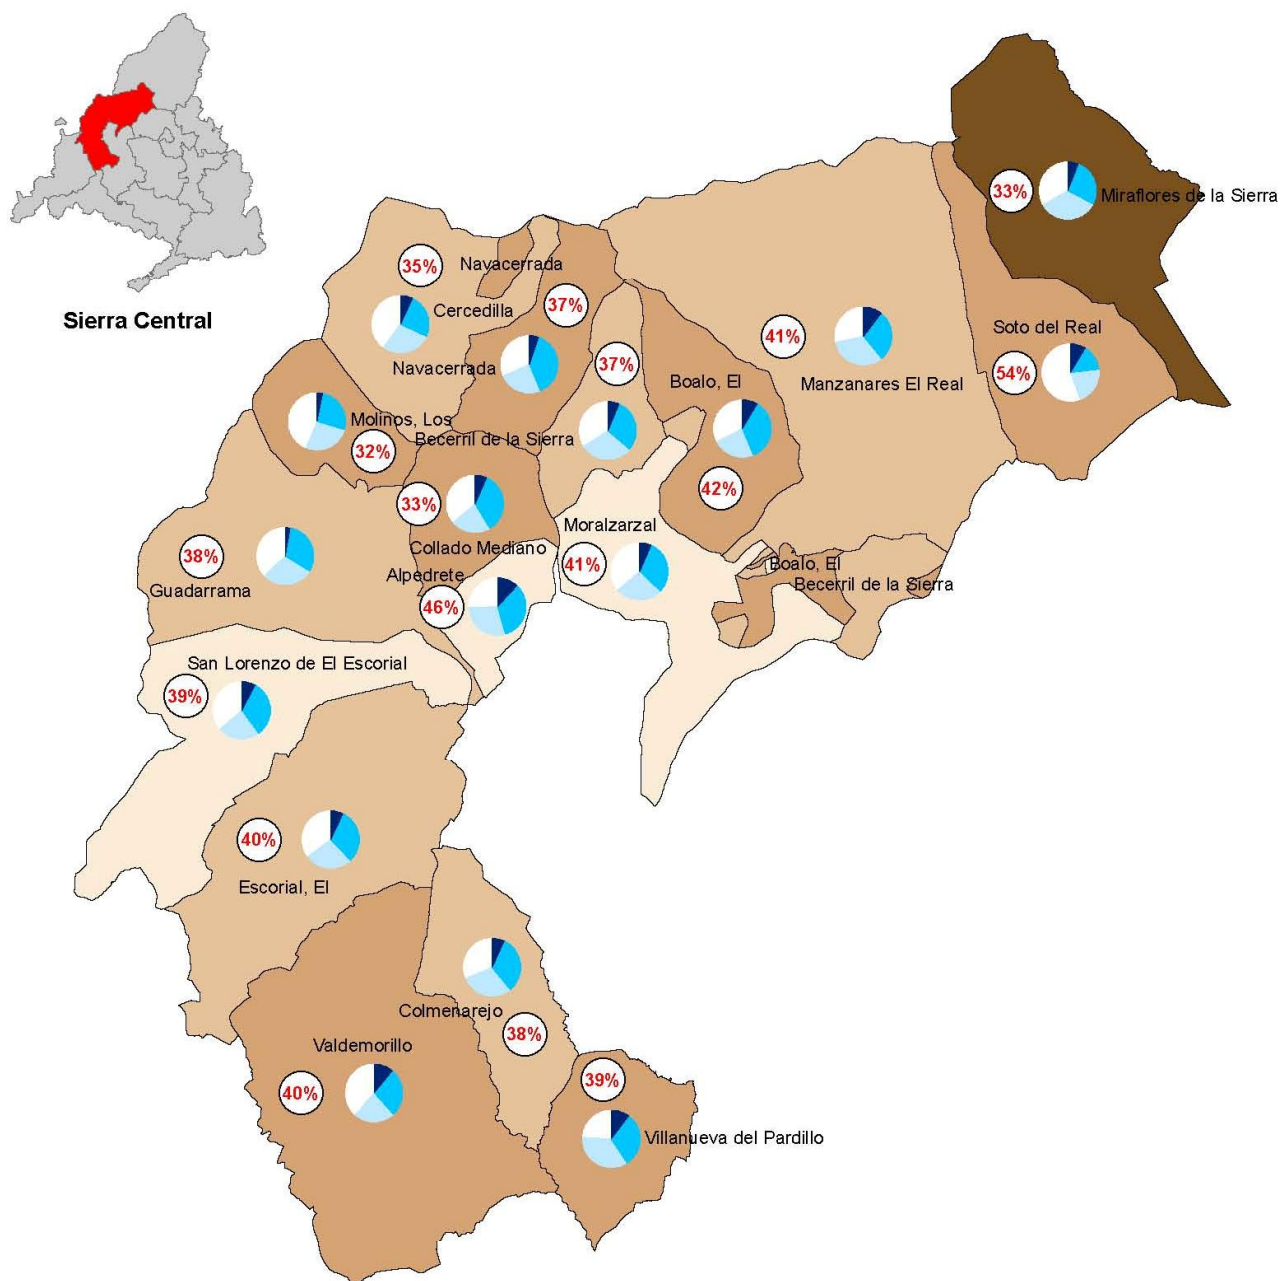 Sierra Central
33%
Miraflores de la Sierra
35%
Navacerrada
Cercedilla
37%
Soto del Real
54%
41%
Manzanares El Real
Navacerrada
37%
Boalo, El
Molinos, Los
32%
Becerril de la Sierra
42%
33%
Collado Mediano
Moralzarzal
41%
38%
Guadarrama
Alpedrete
46%
Boalo, El
Becerril de la Sierra
San Lorenzo de El Escorial
39%
40%
Escorial, El
Colmenarejo
38%
Valdemorillo
40%
39%
Villanueva del Pardillo